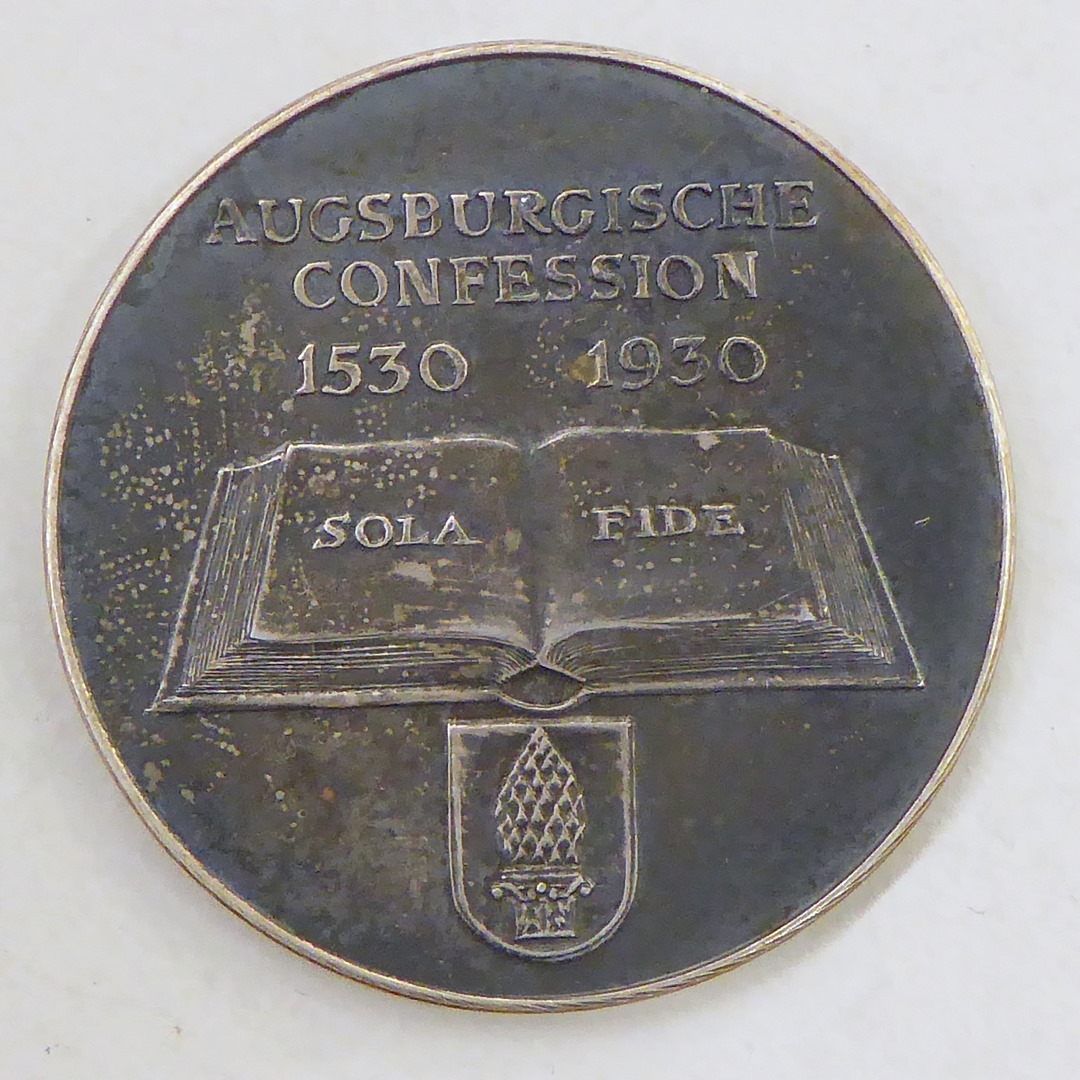 AUGSBURGISCHE
CONFESSION
1530 1930
SOLA FIDE